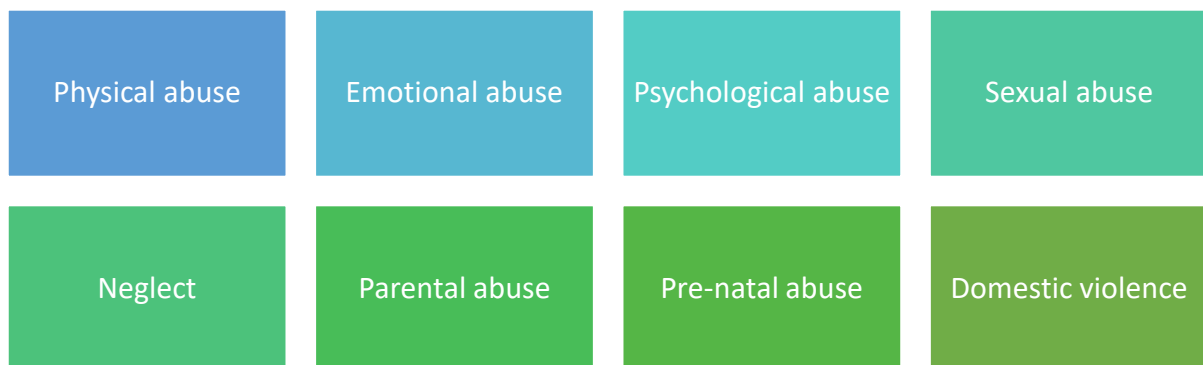 Physical abuse
Emotional abuse
Psychological abuse
Sexual abuse
Neglect
Parental abuse
Pre-natal abuse
Domestic violence